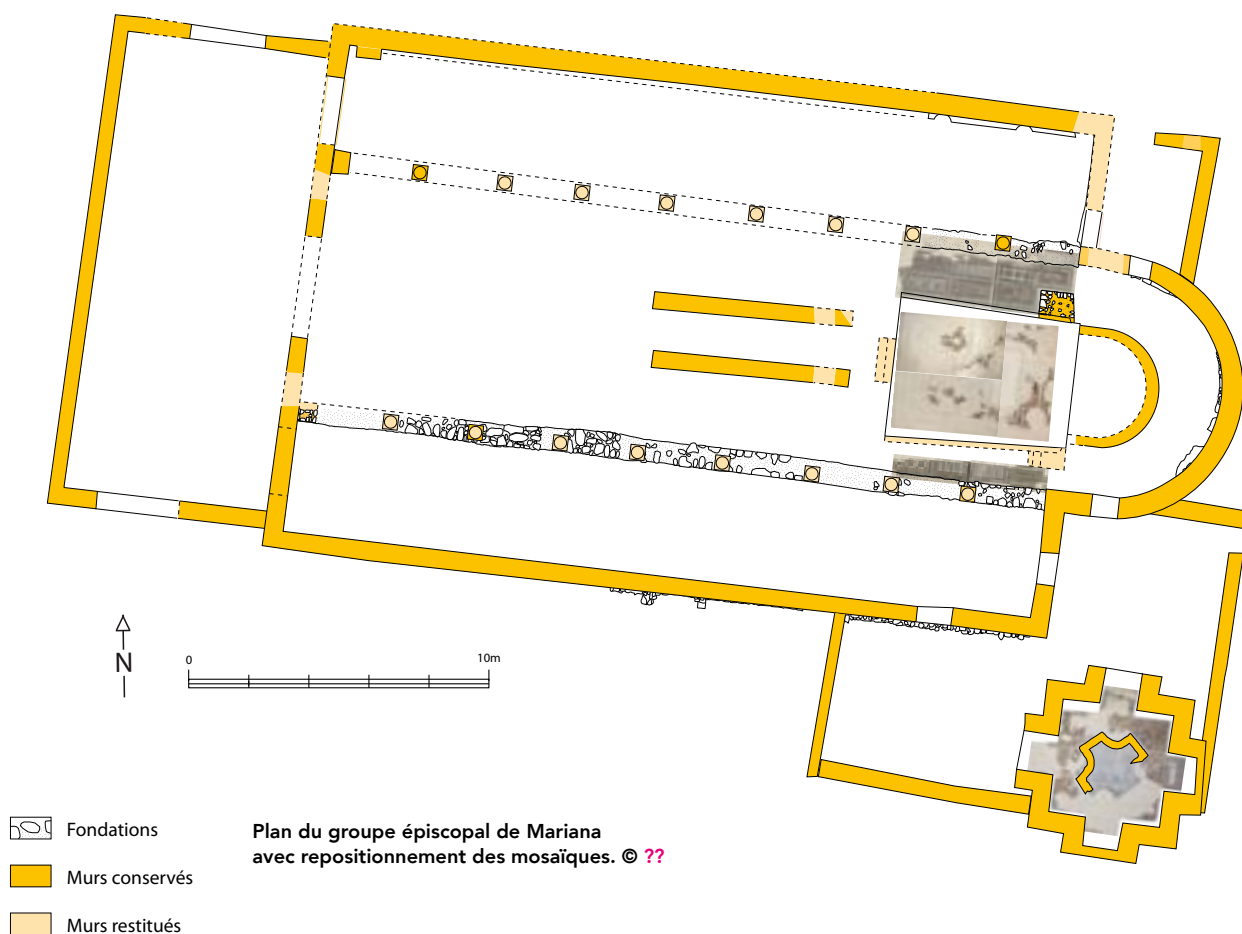 N
0 10m
Fondations
Murs conservés
Murs restitués
Plan du groupe épiscopal de Mariana
avec repositionnement des mosaïques. © ??